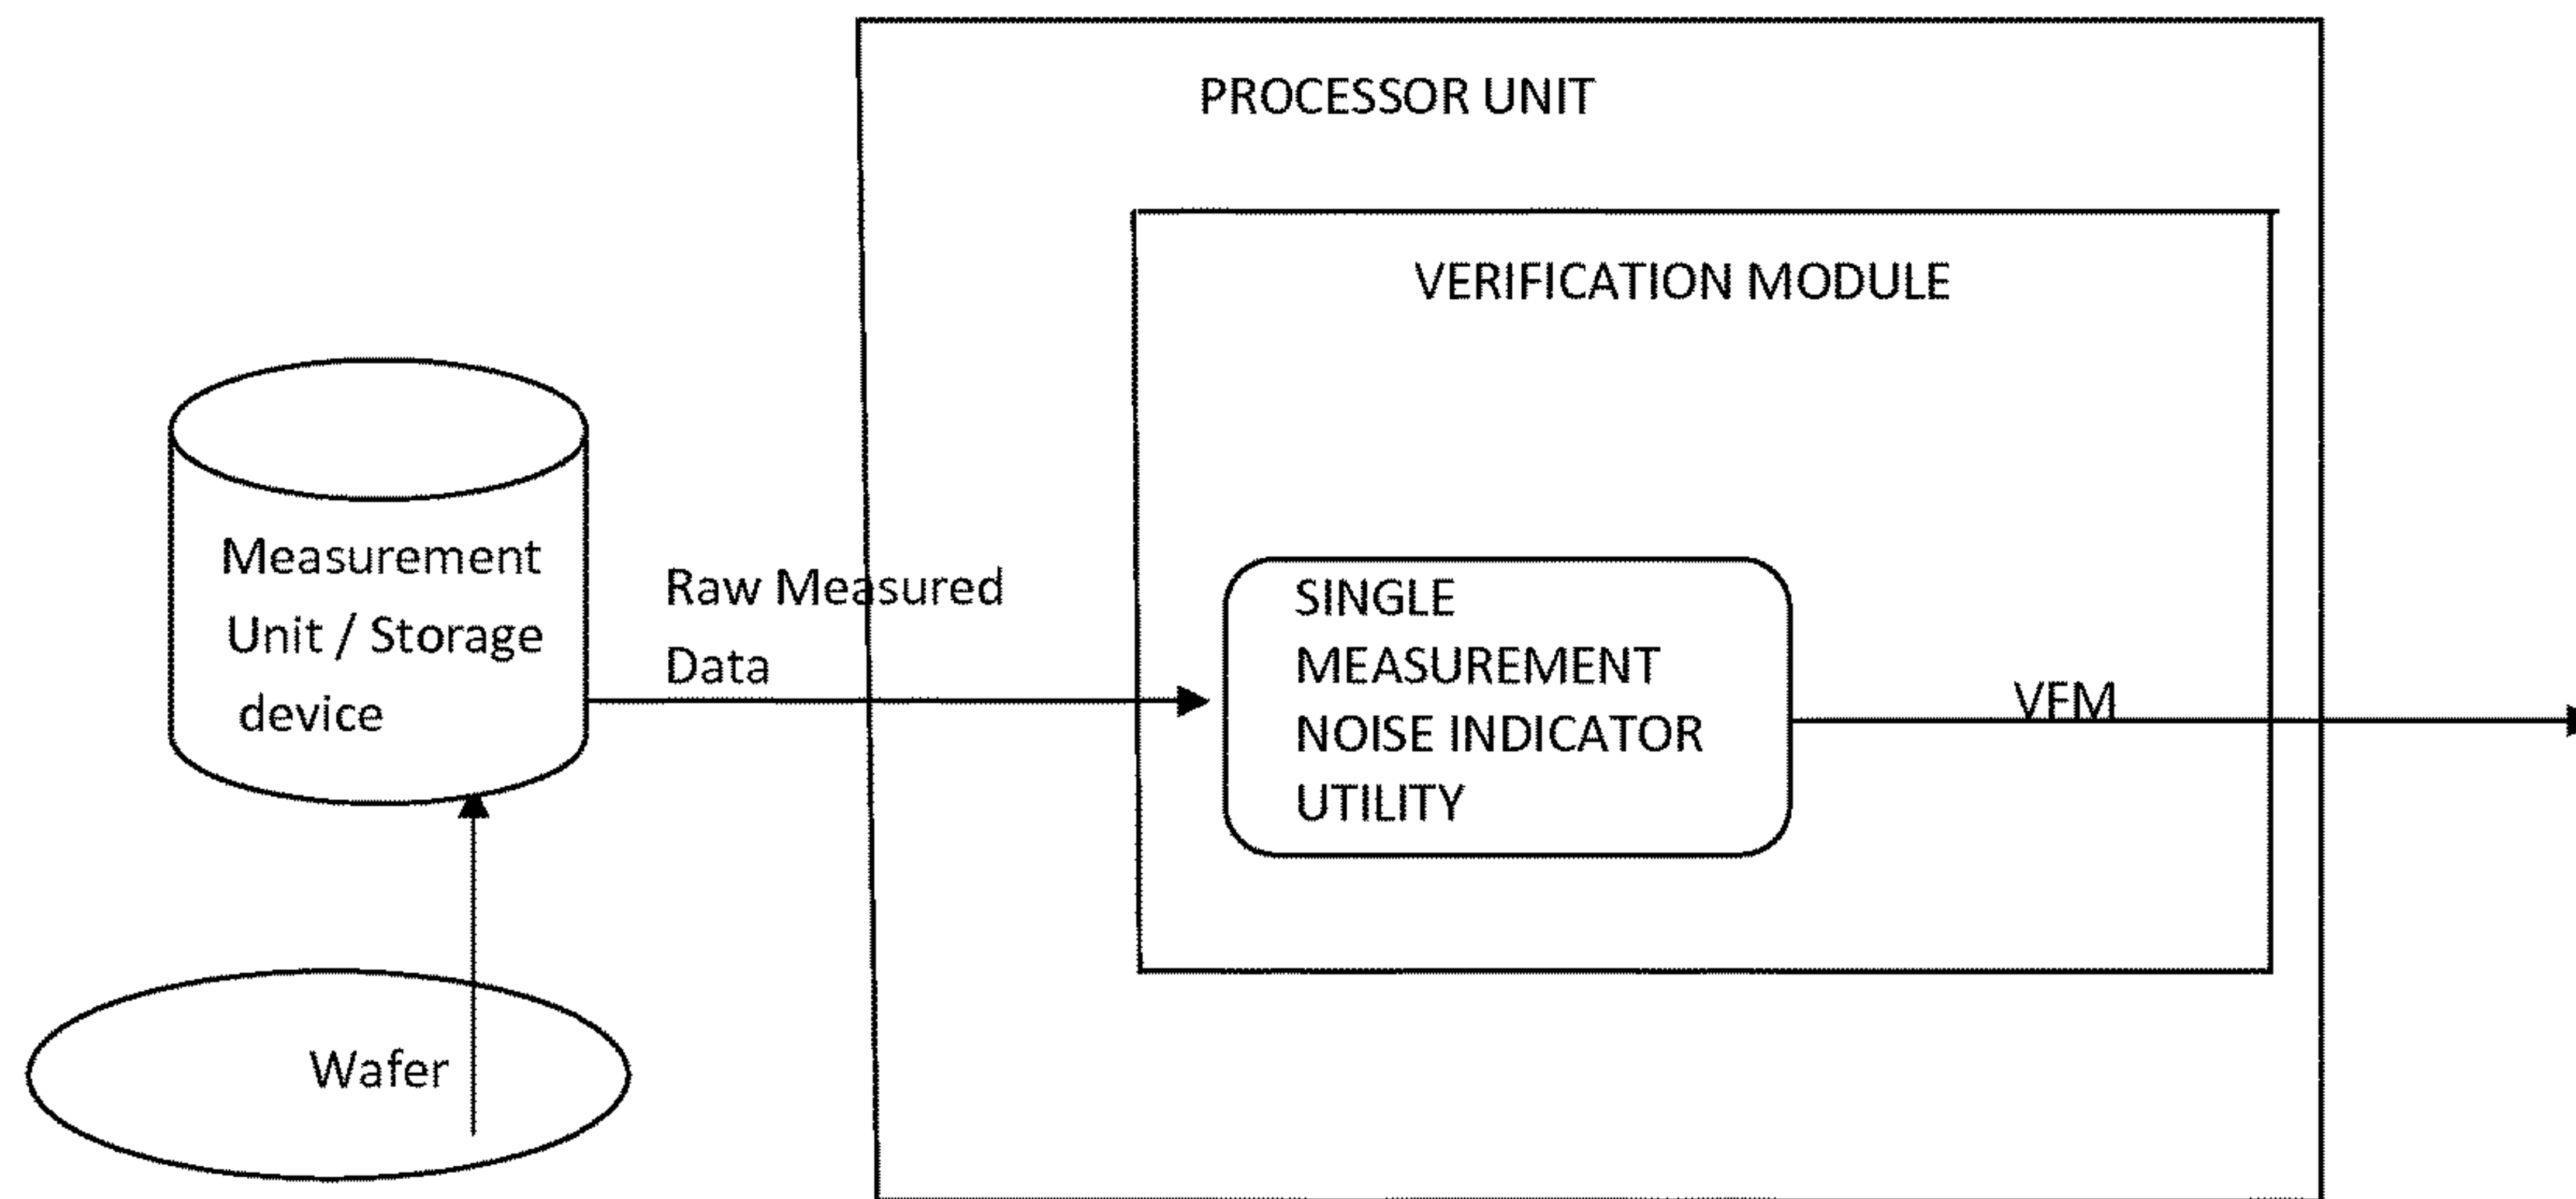 PROCESSOR UNIT
VERIFICATION MODULE
Measurement
Unit / Storage
device
Raw Measured
Data
SINGLE
MEASUREMENT
NOISE INDICATOR
UTILITY
VFM
Wafer